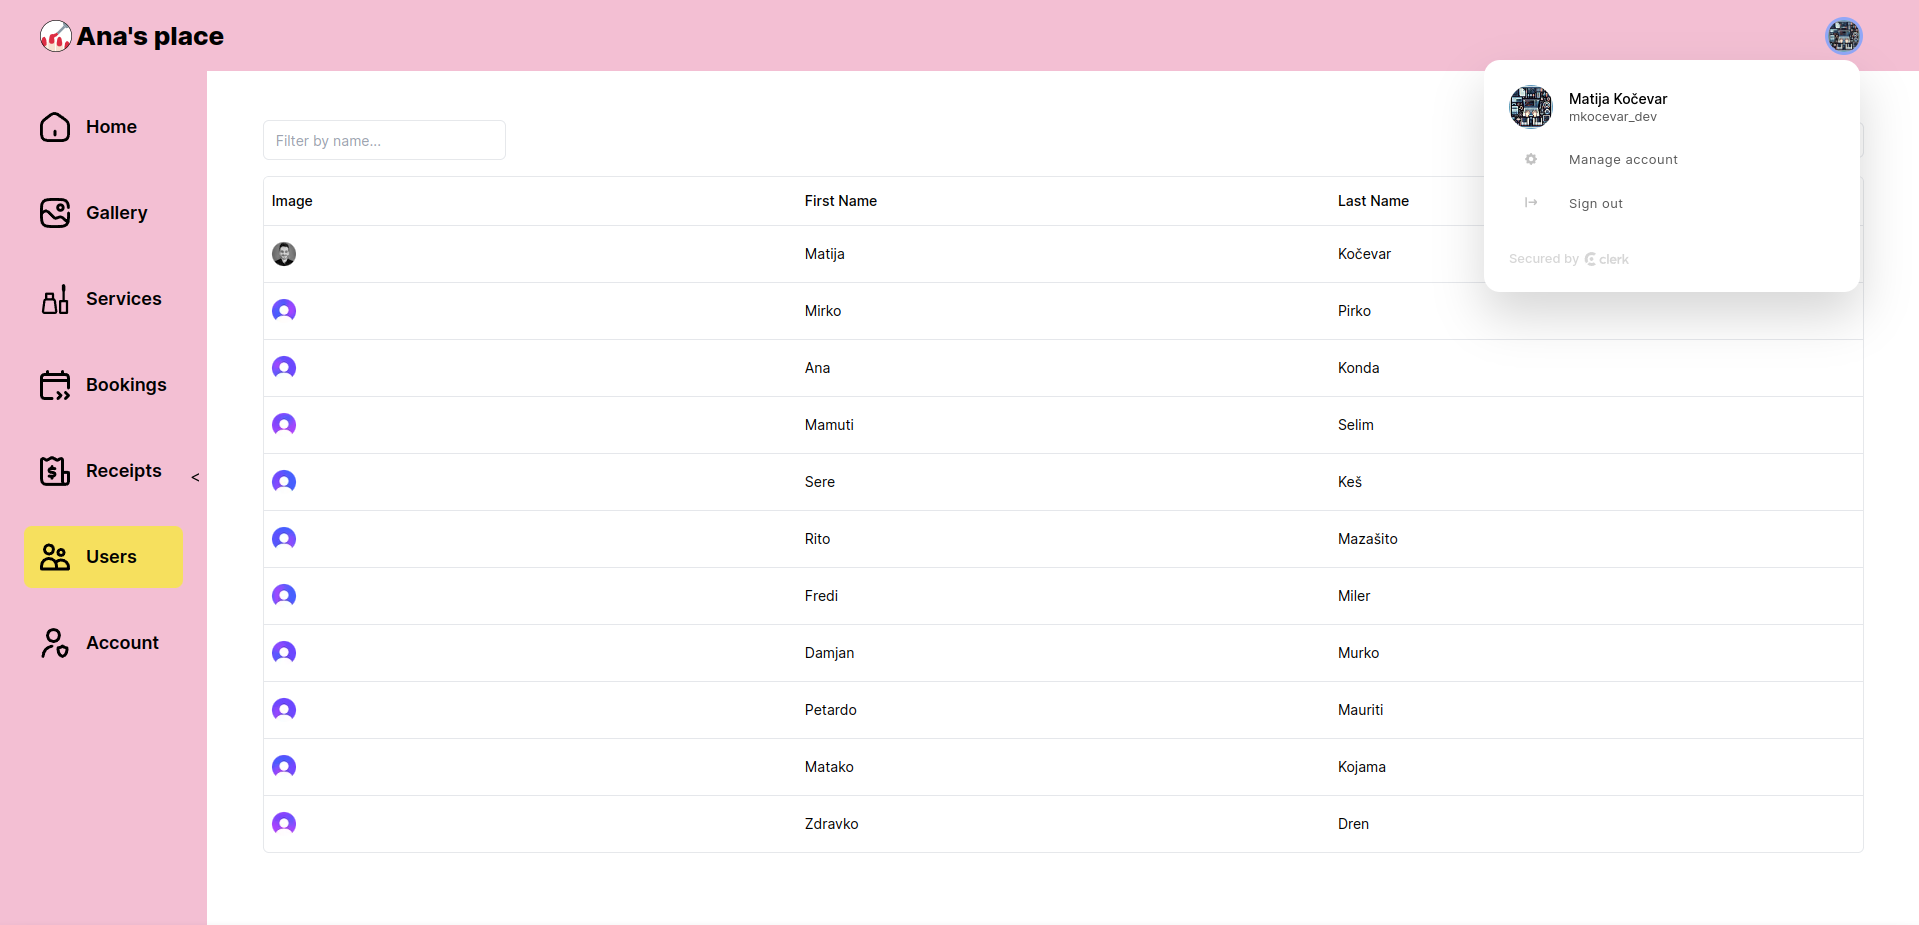 Ana's place
Matija Kočevar
mkocevar_dev
Manage account
Sign out
Secured by clerk
Home
Gallery
Services
Bookings
Receipts
<
Users
Account
Filter by name...
Image First Name Last Name
Matija Kočevar
Mirko Pirko
Ana Konda
Mamuti Selim
Sere Keš
Rito Mazašito
Fredi Miler
Damjan Murko
Petardo Mauriti
Matako Kojama
Zdravko Dren